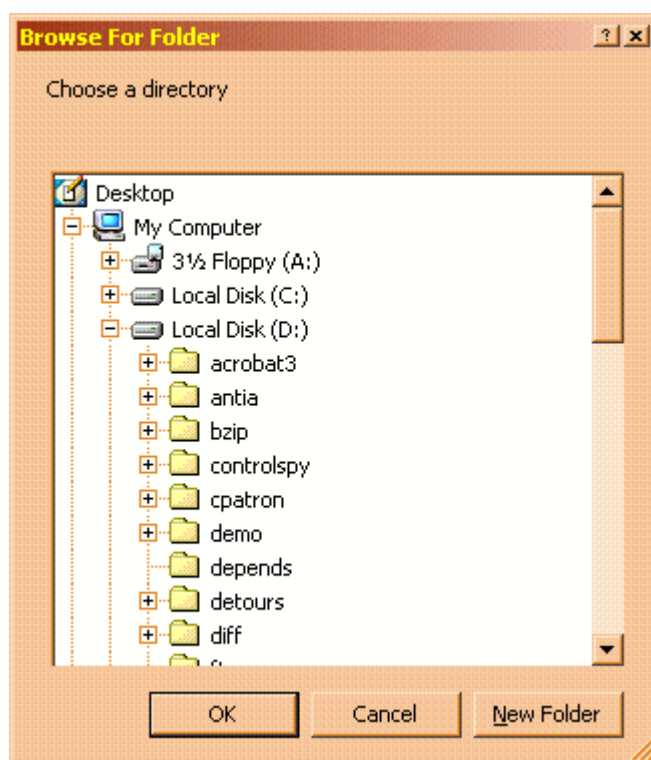 Browse For Folder
Choose a directory
Desktop
My Computer
3½ Floppy (A:)
Local Disk (C:)
Local Disk (D:)
acrobat3
antia
bzip
controlspy
cpatron
demo
depends
detours
diff
OK Cancel New Folder